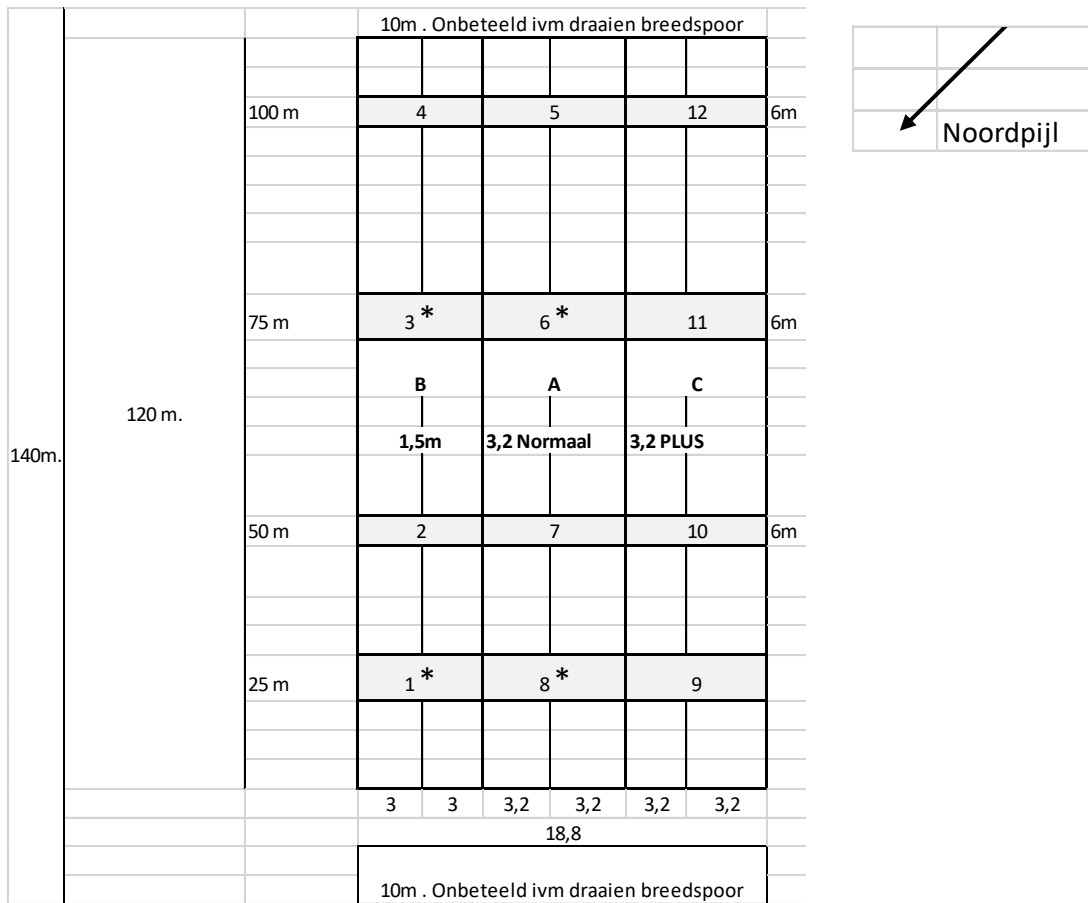 10m . Onbeteeld ivm draaien breedspoor
100 m 4 5 12 6m
Noordpijl
75 m 3 * 6 * 11 6m
B A C
120 m.
1,5m 3,2 Normaal 3,2 PLUS
140m.
50 m 2 7 10 6m
25 m 1 * 8 * 9
3 3 3,2 3,2 3,2 3,2
18,8
10m . Onbeteeld ivm draaien breedspoor